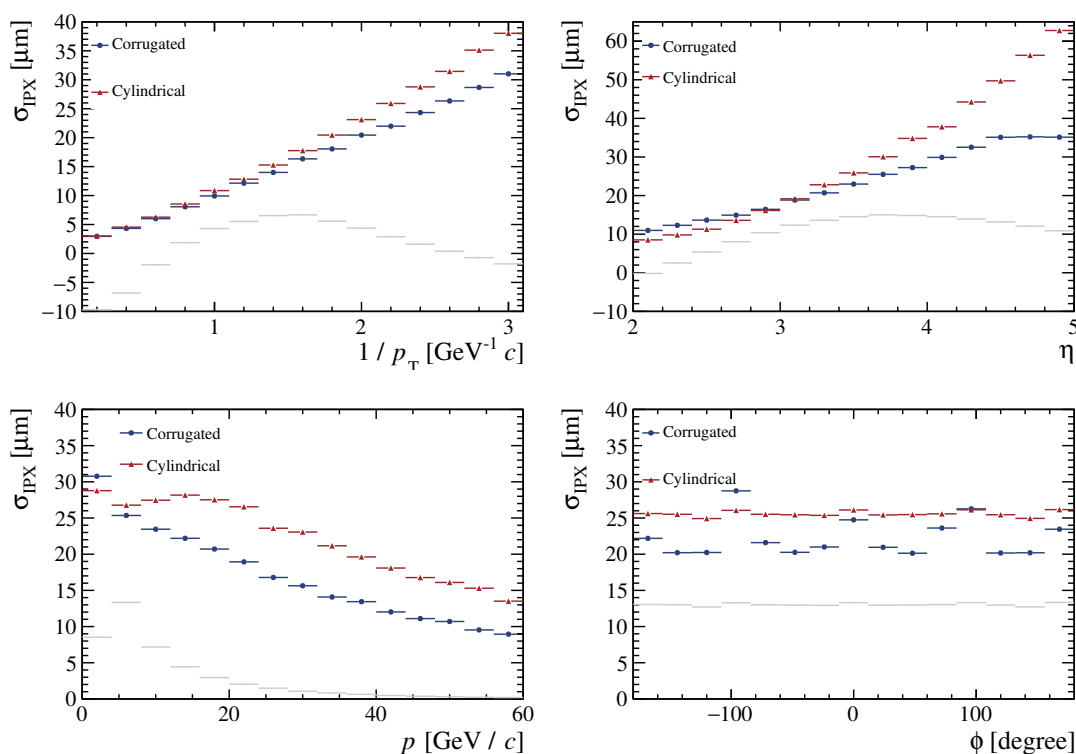 σIPX [μm]
40
35
30
25
20
15
10
5
0
−5
−10
Corrugated
Cylindrical
1 2 3
1 / pT [GeV-1 c]
σIPX [μm]
60
50
40
30
20
10
0
−10
Corrugated
Cylindrical
2 3 4 5
η
σIPX [μm]
40
35
30
25
20
15
10
5
0
Corrugated
Cylindrical
0 20 40 60
p [GeV / c]
σIPX [μm]
40
35
30
25
20
15
10
5
0
Corrugated
Cylindrical
−100 0 100
ϕ [degree]